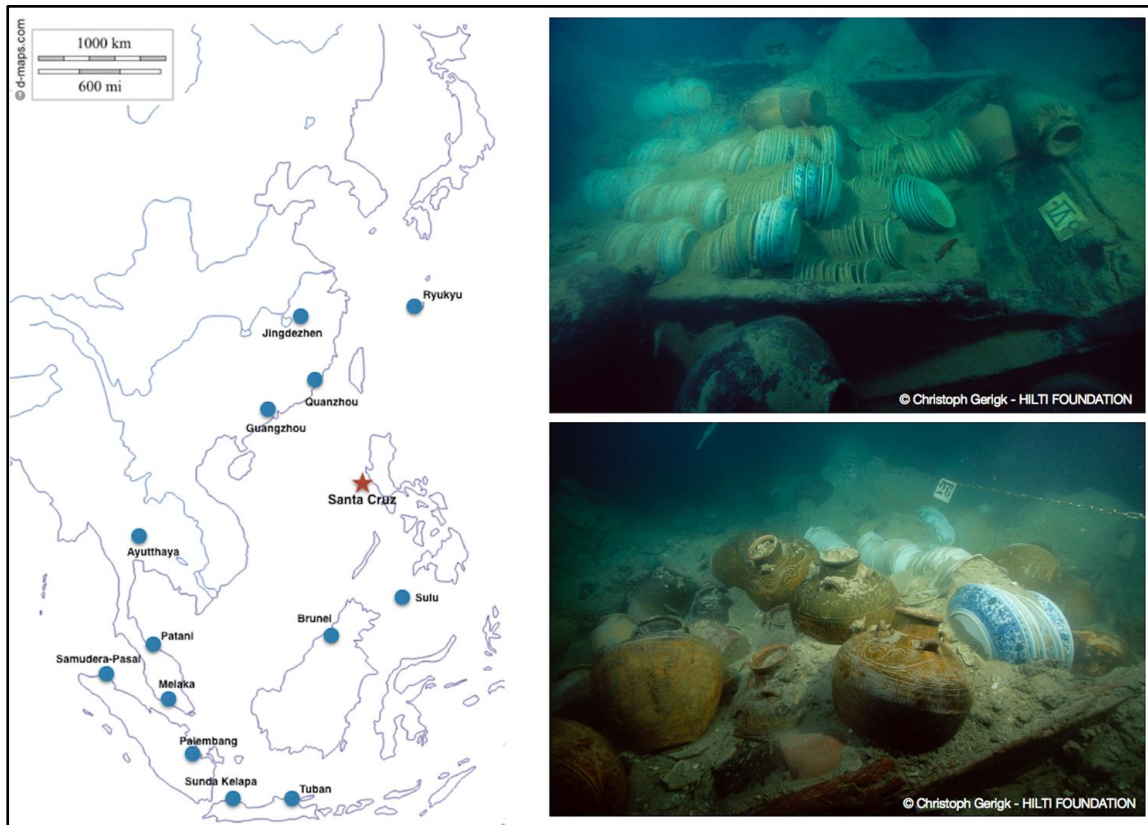 © d-maps.com
1000 km
600 mi
Ryukyu
Jingdezhen
Quanzhou
Guangzhou
Santa Cruz
Ayutthaya
Sulu
Brunei
Patani
Samudera-Pasai
Melaka
Palembang
Sunda Kelapa
Tuban
© Christoph Gerigk - HILTI FOUNDATION
© Christoph Gerigk - HILTI FOUNDATION